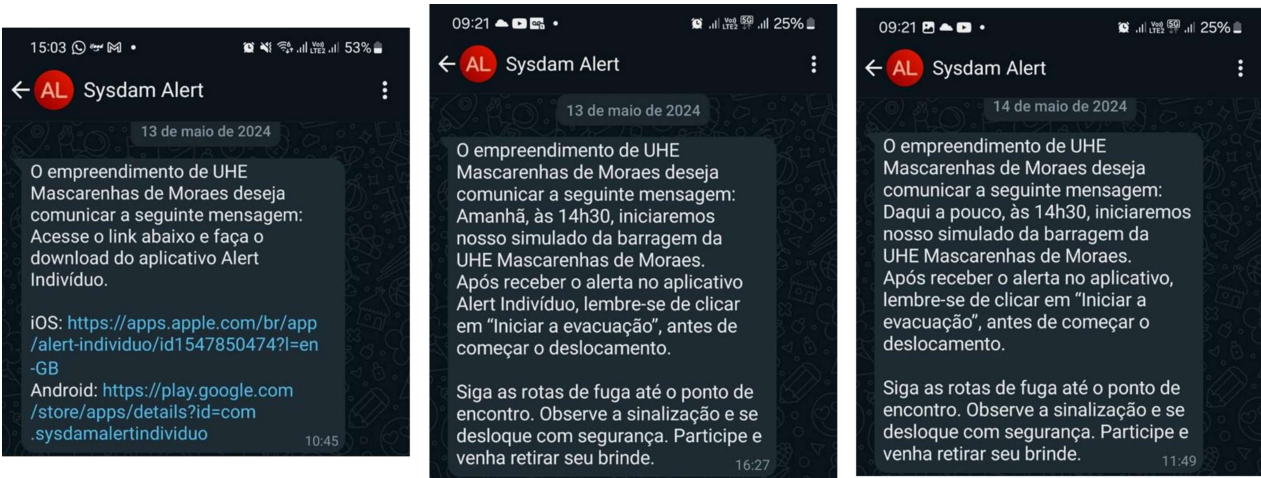 15:03
53%
AL Sysdam Alert
13 de maio de 2024
O empreendimento de UHE
Mascarenhas de Moraes deseja
comunicar a seguinte mensagem:
Acesse o link abaixo e faça o
download do aplicativo Alert
Indivíduo.
iOS: https://apps.apple.com/br/app
/alert-individuo/id1547850474?l=en
-GB
Android: https://play.google.com
/store/apps/details?id=com
.sysdamalertindividuo
10:45
09:21
25%
AL Sysdam Alert
13 de maio de 2024
O empreendimento de UHE
Mascarenhas de Moraes deseja
comunicar a seguinte mensagem:
Amanhã, às 14h30, iniciaremos
nosso simulado da barragem da
UHE Mascarenhas de Moraes.
Após receber o alerta no aplicativo
Alert Indivíduo, lembre-se de clicar
em “Iniciar a evacuação”, antes de
começar o deslocamento.
Siga as rotas de fuga até o ponto de
encontro. Observe a sinalização e se
desloque com segurança. Participe e
venha retirar seu brinde.
16:27
09:21
25%
AL Sysdam Alert
14 de maio de 2024
O empreendimento de UHE
Mascarenhas de Moraes deseja
comunicar a seguinte mensagem:
Daqui a pouco, às 14h30, iniciaremos
nosso simulado da barragem da
UHE Mascarenhas de Moraes.
Após receber o alerta no aplicativo,
lembre-se de clicar em “Iniciar a
evacuação”, antes de começar o
deslocamento.
Siga as rotas de fuga até o ponto de
encontro. Observe a sinalização e se
desloque com segurança. Participe e
venha retirar seu brinde.
11:49